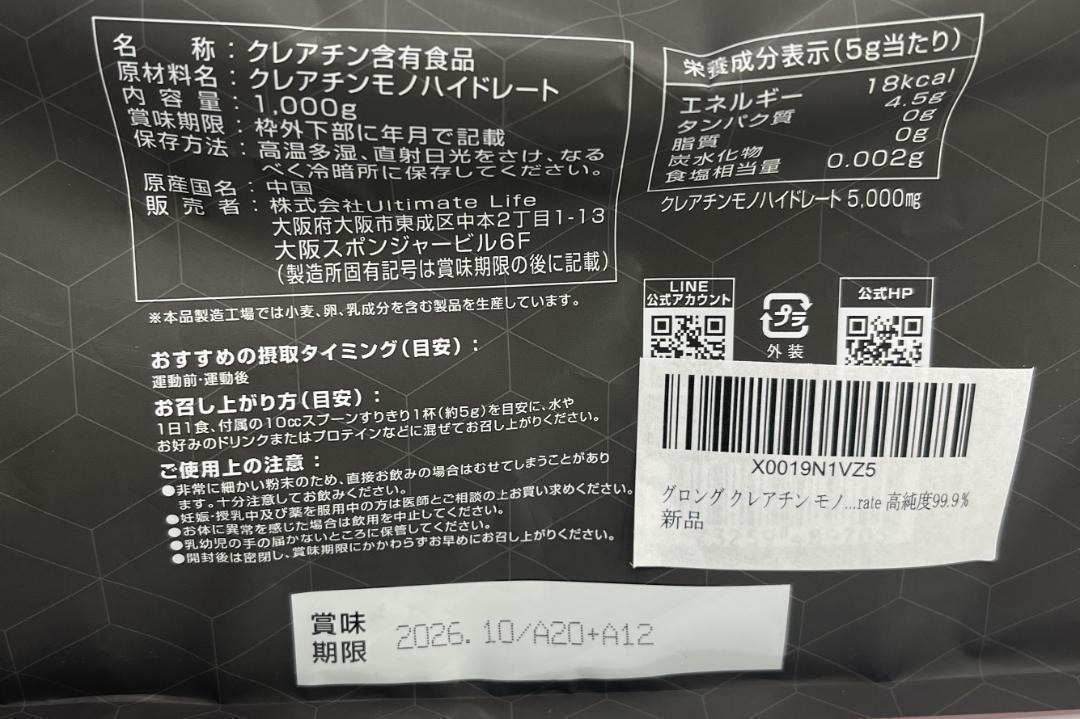 名　　称：クレアチン含有食品
原材料名：クレアチンモノハイドレート
内 容 量：1,000g
賞味期限：枠外下部に年月で記載
保存方法：高温多湿、直射日光をさけ、なる
べく冷暗所に保存してください。
原産国名：中国
販 売 者：株式会社Ultimate Life
大阪府大阪市東成区中本2丁目1-13
大阪スポンジャービル6F
(製造所固有記号は賞味期限の後に記載)
※本品製造工場では小麦、卵、乳成分を含む製品を生産しています。
おすすめの摂取タイミング(目安)：
運動前･運動後
お召し上がり方(目安)：
1日1食、付属の10ccスプーンすりきり1杯(約5g)を目安に、水や
お好みのドリンクまたはプロテインなどに混ぜてお召し上がりください。
ご使用上の注意：
●非常に細かい粉末のため、直接お飲みの場合はむせてしまうことがあり
ます。十分注意してお飲みください。
●妊娠･授乳中及び薬を服用中の方は医師とご相談の上お買い求めください。
●お体に異常を感じた場合は飲用を中止してください。
●乳幼児の手の届かないところに保管してください。
●開封後は密閉し、賞味期限にかかわらずお早めにお召し上がりください。
栄養成分表示(5g当たり)
エネルギー 18kcal
タンパク質 4.5g
脂質 0g
炭水化物 0g
食塩相当量 0.002g
クレアチンモノハイドレート 5,000mg
LINE
公式アカウント
プラ
外装
公式HP
X0019N1VZ5
グロング クレアチン モノ...rate 高純度99.9%
新品
賞味
期限
2026.10/A20+A12